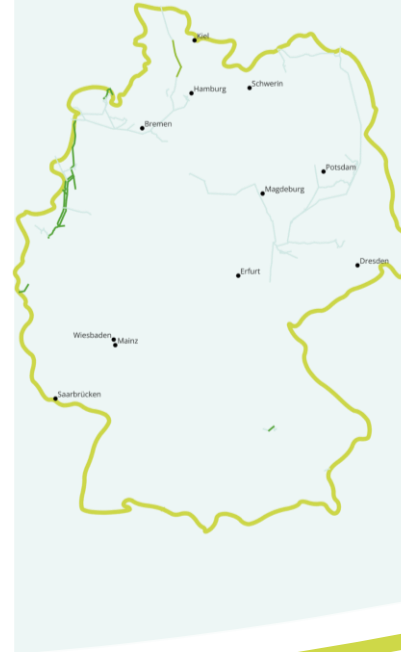 Kiel
Hamburg
Schwerin
Bremen
Potsdam
Magdeburg
Dresden
Erfurt
Wiesbaden
Mainz
Saarbrücken